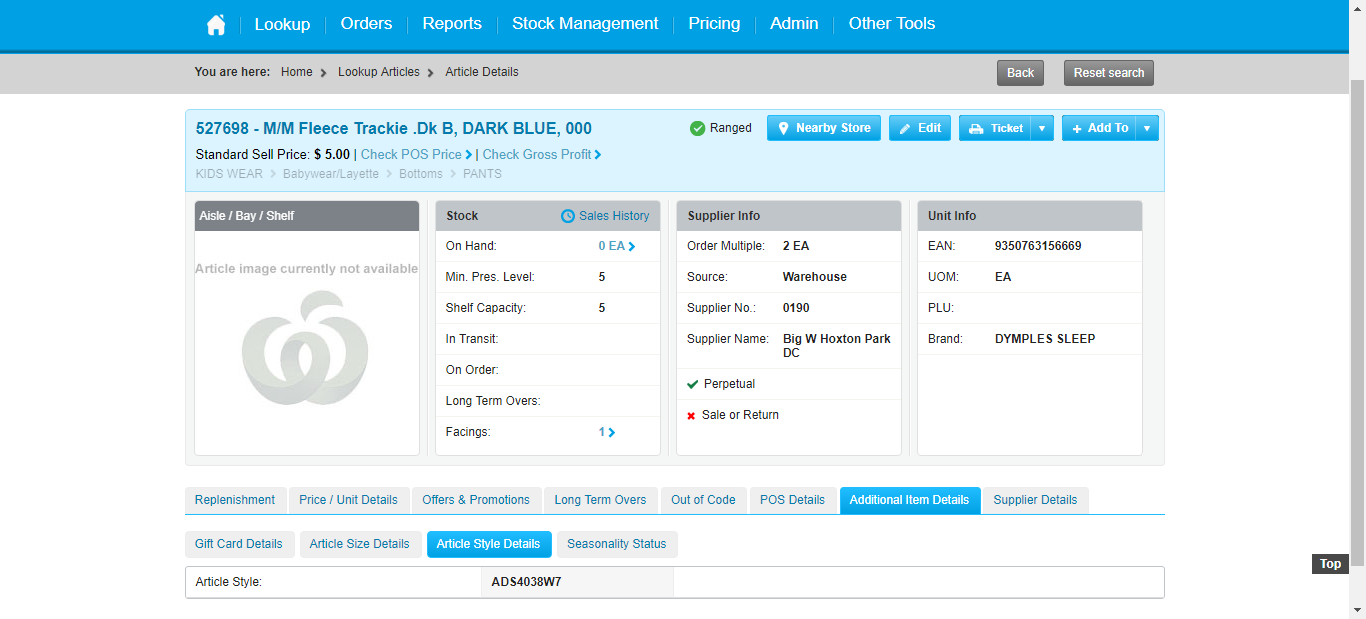 Lookup Orders Reports Stock Management Pricing Admin Other Tools
You are here: Home Lookup Articles Article Details Back Reset search
527698 - M/M Fleece Trackie .Dk B, DARK BLUE, 000 Ranged Nearby Store Edit Ticket Add To
Standard Sell Price: $ 5.00 | Check POS Price | Check Gross Profit
KIDS WEAR Babywear/Layette Bottoms PANTS
Aisle / Bay / Shelf
Article image currently not available
Stock Sales History
On Hand: 0 EA
Min. Pres. Level: 5
Shelf Capacity: 5
In Transit:
On Order:
Long Term Overs:
Facings: 1
Supplier Info
Order Multiple: 2 EA
Source: Warehouse
Supplier No.: 0190
Supplier Name: Big W Hoxton Park
DC
Perpetual
Sale or Return
Unit Info
EAN: 9350763156669
UOM: EA
PLU:
Brand: DYMPLES SLEEP
Replenishment Price / Unit Details Offers & Promotions Long Term Overs Out of Code POS Details Additional Item Details Supplier Details
Gift Card Details Article Size Details Article Style Details Seasonality Status
Top
Article Style: ADS4038W7